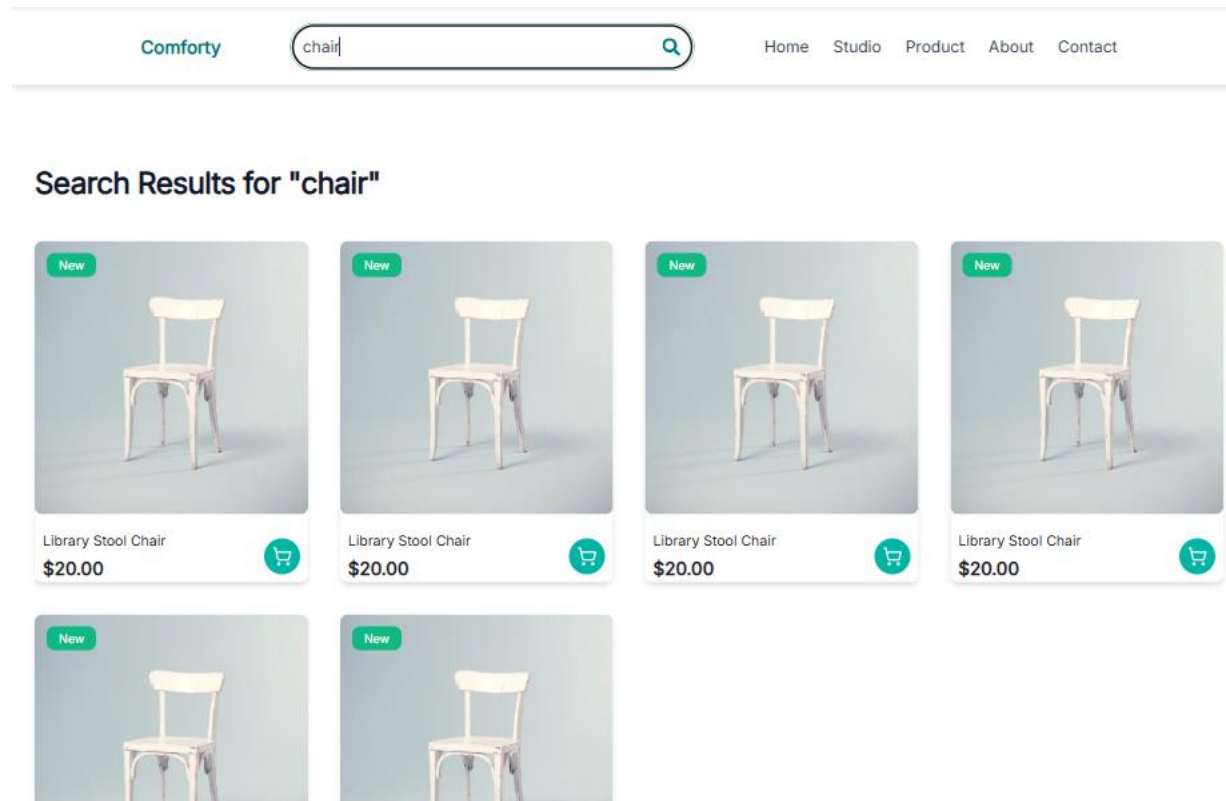 Comforty chair Home Studio Product About Contact
Search Results for "chair"
New New New New
Library Stool Chair Library Stool Chair Library Stool Chair Library Stool Chair
$20.00 $20.00 $20.00 $20.00
New New